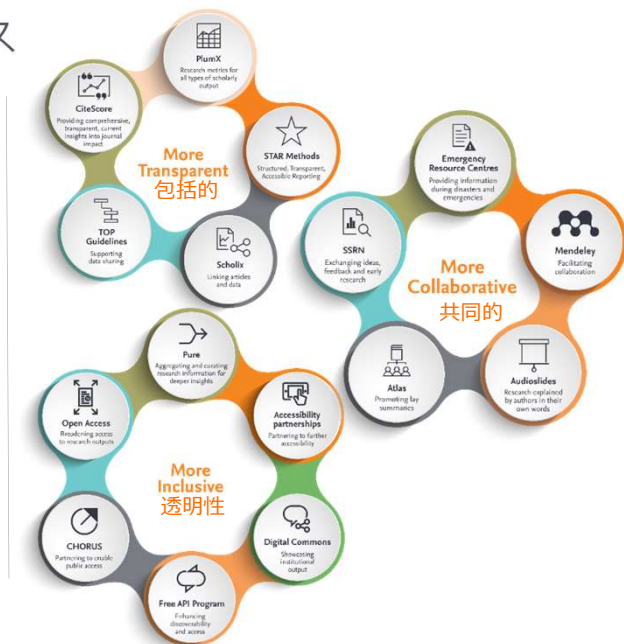 ス
PlumX
Research metrics for
all types of scholarly
output
CiteScore
Providing comprehensive,
transparent, current
insights into journal
impact
STAR Methods
Structured, Transparent,
Accessible Reporting
More
Transparent
包括的
TOP
Guidelines
Supporting
data sharing
Scholix
Linking articles
and data
Emergency
Resource Centres
Providing information
during disasters and
emergencies
SSRN
Exchanging ideas,
feedback and early
research
Mendeley
Facilitating
collaboration
More
Collaborative
共同的
Atlas
Promoting lay
summaries
Audioslides
Research explained
by authors in their
own words
Pure
Aggregating and curating
research information for
deeper insights
Open Access
Broadening access
to research outputs
Accessibility
partnerships
Partnering to further
accessibility
More
Inclusive
透明性
CHORUS
Partnering to enable
public access
Digital Commons
Showcasing
institutional
output
Free API Program
Enhancing
discoverability
and access